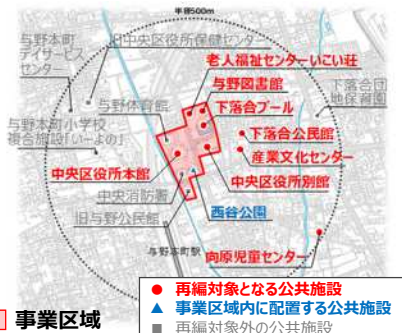 半径500m
与野本町
デイサービス
センター
旧中央区役所保健センター
老人福祉センターいこい荘
与野図書館
与野体育館
下落合プール
下落合団
地保育園
与野本町小学校
複合施設「いーよの」
下落合公民館
産業文化センター
中央区役所本館
中央区役所別館
中央消防署
西谷公園
旧与野公民館
与野本町駅
向原児童センター
事業区域
● 再編対象となる公共施設
▲ 事業区域内に配置する公共施設
■ 再編対象外の公共施設